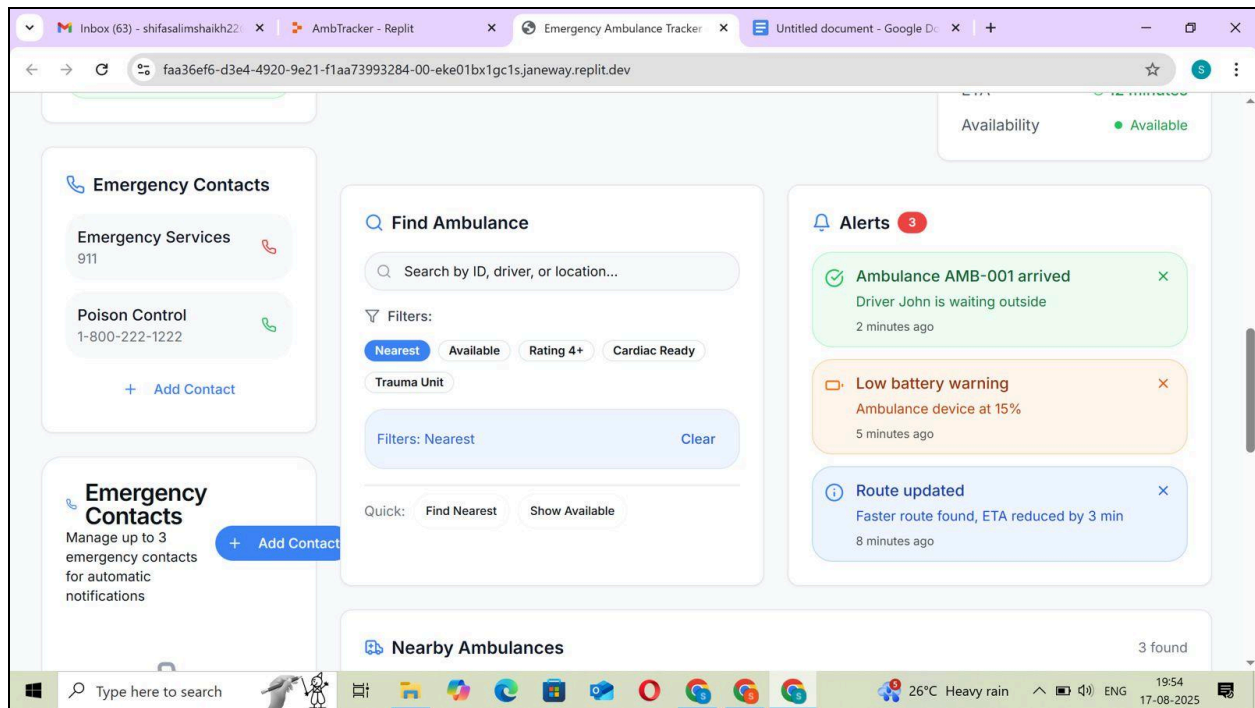 Inbox (63) - shifasalimshaikh22
AmbTracker - Replit
Emergency Ambulance Tracker
Untitled document - Google Do
faa36ef6-d3e4-4920-9e21-f1aa73993284-00-eke01bx1gc1s.janeway.replit.dev
S
ETA
12 minutes
Availability
Available
Emergency Contacts
Emergency Services
911
Poison Control
1-800-222-1222
+ Add Contact
Emergency
Contacts
Manage up to 3
emergency contacts
for automatic
notifications
+ Add Contact
Find Ambulance
Search by ID, driver, or location...
Filters:
Nearest
Available
Rating 4+
Cardiac Ready
Trauma Unit
Filters: Nearest
Clear
Quick:
Find Nearest
Show Available
Alerts 3
Ambulance AMB-001 arrived
Driver John is waiting outside
2 minutes ago
Low battery warning
Ambulance device at 15%
5 minutes ago
Route updated
Faster route found, ETA reduced by 3 min
8 minutes ago
Nearby Ambulances
3 found
Type here to search
26°C Heavy rain
ENG
19:54
17-08-2025